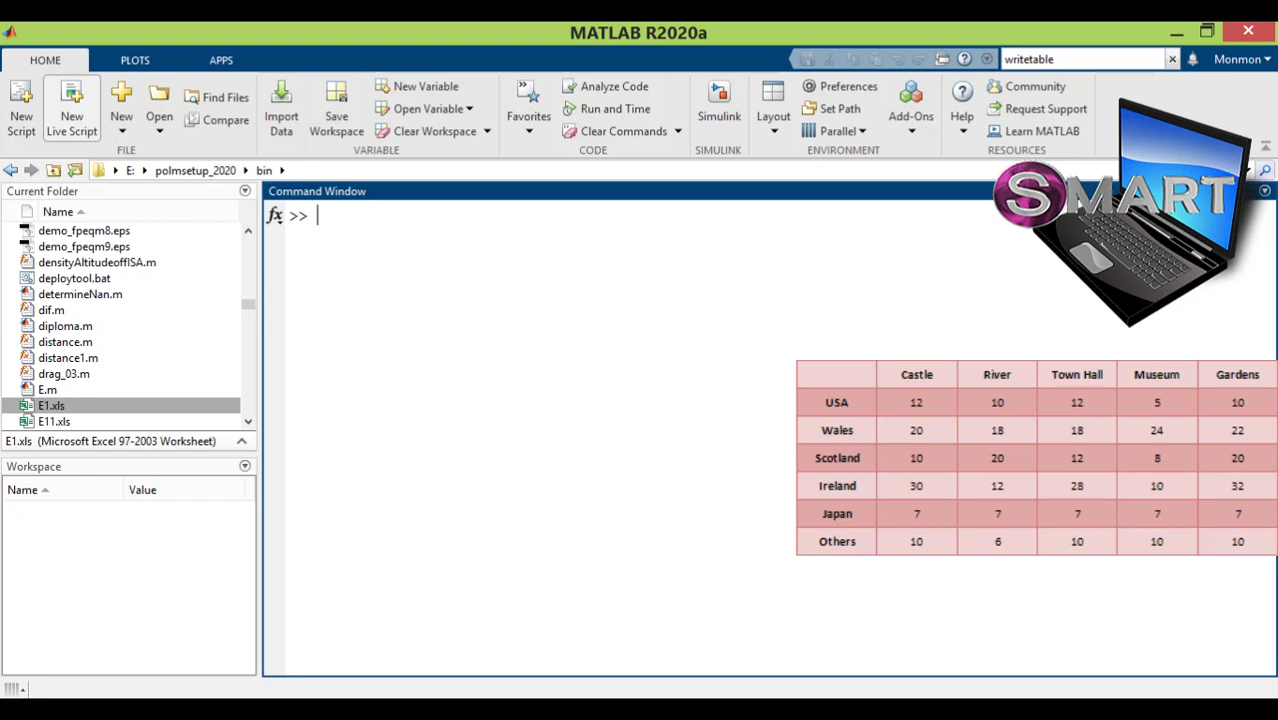 MATLAB R2020a
HOME PLOTS APPS writetable Monmon
New Script
New Live Script
New
Open
Find Files
Compare
FILE
Import Data
Save Workspace
New Variable
Open Variable
Clear Workspace
VARIABLE
Favorites
Analyze Code
Run and Time
Clear Commands
CODE
Simulink
SIMULINK
Layout
Preferences
Set Path
Parallel
ENVIRONMENT
Add-Ons
Help
Community
Request Support
Learn MATLAB
RESOURCES
E: polmsetup_2020 bin
SMART
Current Folder
Name
demo_fpeqm8.eps
demo_fpeqm9.eps
densityAltitudeoffISA.m
deploytool.bat
determineNan.m
dif.m
diploma.m
distance.m
distance1.m
drag_03.m
E.m
E1.xls
E11.xls
E1.xls (Microsoft Excel 97-2003 Worksheet)
Workspace
Name Value
Command Window
fx >>
Castle River Town Hall Museum Gardens
USA 12 10 12 5 10
Wales 20 18 18 24 22
Scotland 10 20 12 8 20
Ireland 30 12 28 10 32
Japan 7 7 7 7 7
Others 10 6 10 10 10